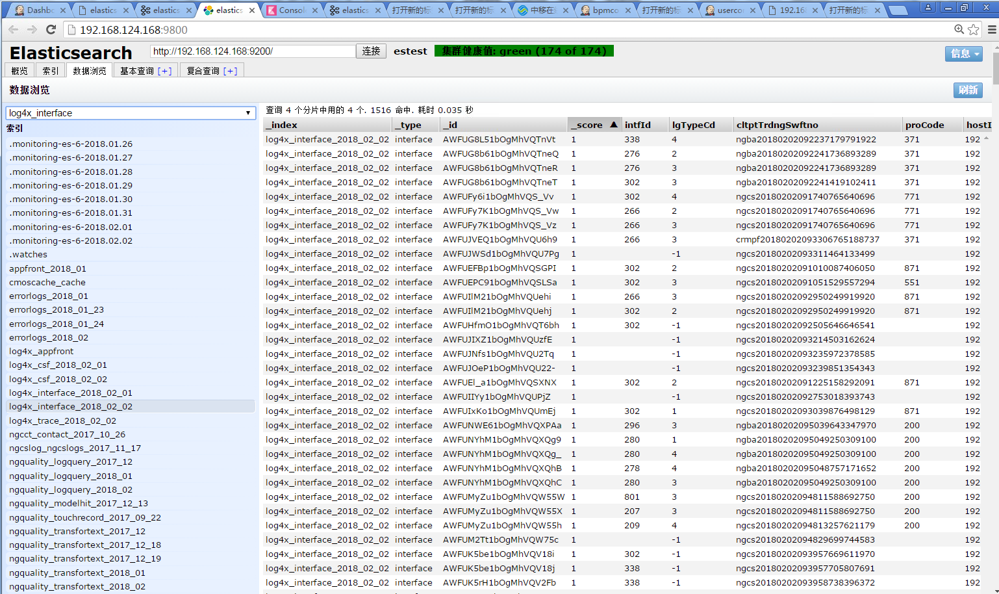 Dashbo elastics elastics elastics Consol elastics 打开新的标 打开新的标 中移在 bpmco 打开新的标 userco 192.16 打开新的标
192.168.124.168:9800
Elasticsearch http://192.168.124.168:9200/ 连接 estest 集群健康值: green (174 of 174) 信息
概览 索引 数据浏览 基本查询 [+] 复合查询 [+]
数据浏览 刷新
log4x_interface
索引
.monitoring-es-6-2018.01.26
.monitoring-es-6-2018.01.27
.monitoring-es-6-2018.01.28
.monitoring-es-6-2018.01.29
.monitoring-es-6-2018.01.30
.monitoring-es-6-2018.01.31
.monitoring-es-6-2018.02.01
.monitoring-es-6-2018.02.02
.watches
appfront_2018_01
cmoscache_cache
errorlogs_2018_01
errorlogs_2018_01_23
errorlogs_2018_01_24
errorlogs_2018_02
log4x_appfront
log4x_csf_2018_02_01
log4x_csf_2018_02_02
log4x_interface_2018_02_01
log4x_interface_2018_02_02
log4x_trace_2018_02_02
ngcct_contact_2017_10_26
ngcslog_ngcslogs_2017_11_17
ngquality_logquery_2017_12
ngquality_logquery_2018_01
ngquality_logquery_2018_02
ngquality_modelhit_2017_12_13
ngquality_touchrecord_2017_09_22
ngquality_transfortext_2017_12
ngquality_transfortext_2017_12_18
ngquality_transfortext_2017_12_19
ngquality_transfortext_2018_01
ngquality_transfortext_2018_02
查询 4 个分片中用的 4 个. 1516 命中. 耗时 0.035 秒
_index _type _id _score intfId lgTypeCd cltptTrdngSwftno proCode hostI
log4x_interface_2018_02_02 interface AWFUG8L51bOgMhVQTnVt 1 338 4 ngba20180202092237179791922 371 192
log4x_interface_2018_02_02 interface AWFUG8b61bOgMhVQTneQ 1 276 2 ngba20180202092241736893289 371 192
log4x_interface_2018_02_02 interface AWFUG8b61bOgMhVQTneR 1 276 3 ngba20180202092241736893289 371 192
log4x_interface_2018_02_02 interface AWFUG8b61bOgMhVQTneT 1 302 3 ngba20180202092241419102411 371 192
log4x_interface_2018_02_02 interface AWFUFy6i1bOgMhVQS_Vv 1 302 4 ngcs20180202091740765640696 771 192
log4x_interface_2018_02_02 interface AWFUFy7K1bOgMhVQS_Vw 1 266 2 ngcs20180202091740765640696 771 192
log4x_interface_2018_02_02 interface AWFUFy7K1bOgMhVQS_Vz 1 266 3 ngcs20180202091740765640696 771 192
log4x_interface_2018_02_02 interface AWFUJVEQ1bOgMhVQU6h9 1 266 3 crmpf20180202093306765188737 371 192
log4x_interface_2018_02_02 interface AWFUJWSd1bOgMhVQU7Pg 1 -1 ngcs20180202093311464133499 192
log4x_interface_2018_02_02 interface AWFUEFBp1bOgMhVQSGPI 1 302 2 ngcs20180202091010087406050 871 192
log4x_interface_2018_02_02 interface AWFUEPC91bOgMhVQSLSa 1 302 3 ngcs20180202091051529557294 551 192
log4x_interface_2018_02_02 interface AWFUIlM21bOgMhVQUehi 1 266 3 ngcs20180202092950249919920 871 192
log4x_interface_2018_02_02 interface AWFUIlM21bOgMhVQUehj 1 302 2 ngcs20180202092950249919920 871 192
log4x_interface_2018_02_02 interface AWFUHfmO1bOgMhVQT6bh 1 302 -1 ngcs20180202092505646646541 192
log4x_interface_2018_02_02 interface AWFUJIXZ1bOgMhVQUzfE 1 -1 ngcs20180202093214503162624 192
log4x_interface_2018_02_02 interface AWFUJNfs1bOgMhVQU2Tq 1 -1 ngcs20180202093235972378585 192
log4x_interface_2018_02_02 interface AWFUJOeP1bOgMhVQU22- 1 -1 ngcs20180202093239851354343 192
log4x_interface_2018_02_02 interface AWFUEl_a1bOgMhVQSXNX 1 302 2 ngcs20180202091225158292091 871 192
log4x_interface_2018_02_02 interface AWFUIIYy1bOgMhVQUPjZ 1 -1 ngcs20180202092753018393743 192
log4x_interface_2018_02_02 interface AWFUIxKo1bOgMhVQUmEj 1 302 1 ngcs20180202093039876498129 871 192
log4x_interface_2018_02_02 interface AWFUNWE61bOgMhVQXPAa 1 296 3 ngba20180202095039643347970 200 192
log4x_interface_2018_02_02 interface AWFUNYhM1bOgMhVQXQg9 1 280 1 ngba20180202095049250309100 200 192
log4x_interface_2018_02_02 interface AWFUNYhM1bOgMhVQXQg_ 1 280 4 ngba20180202095049250309100 200 192
log4x_interface_2018_02_02 interface AWFUNYhM1bOgMhVQXQhB 1 278 4 ngba20180202095048757171652 200 192
log4x_interface_2018_02_02 interface AWFUNYhM1bOgMhVQXQhC 1 280 3 ngba20180202095049250309100 200 192
log4x_interface_2018_02_02 interface AWFUMyZu1bOgMhVQW55W 1 801 3 ngcs20180202094811588692750 200 192
log4x_interface_2018_02_02 interface AWFUMyZu1bOgMhVQW55X 1 207 3 ngcs20180202094811588692750 200 192
log4x_interface_2018_02_02 interface AWFUMyZu1bOgMhVQW55h 1 209 4 ngcs20180202094813257621179 200 192
log4x_interface_2018_02_02 interface AWFUM2Tt1bOgMhVQW75c 1 -1 ngcs20180202094829699744583 192
log4x_interface_2018_02_02 interface AWFUK5be1bOgMhVQV18i 1 302 -1 ngcs20180202093957669611970 192
log4x_interface_2018_02_02 interface AWFUK5be1bOgMhVQV18j 1 338 -1 ngcs20180202093957705807691 192
log4x_interface_2018_02_02 interface AWFUK5rH1bOgMhVQV2Fb 1 338 -1 ngcs20180202093958738396372 192